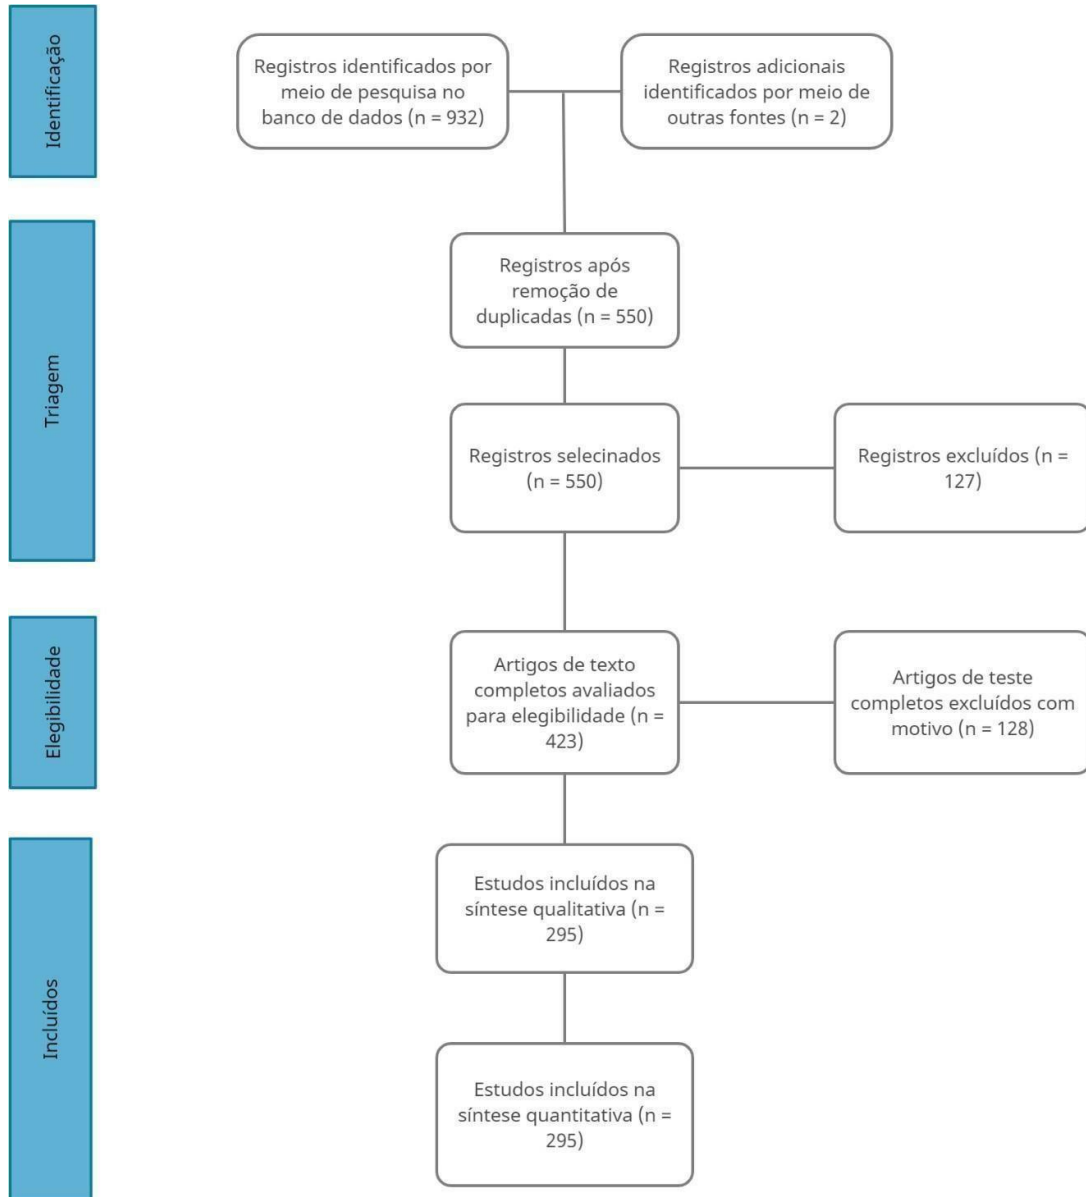 Identificação
Registros identificados por
meio de pesquisa no
banco de dados (n = 932)
Registros adicionais
identificados por meio de
outras fontes (n = 2)
Triagem
Registros após
remoção de
duplicadas (n = 550)
Registros selecinados
(n = 550)
Registros excluídos (n =
127)
Elegibilidade
Artigos de texto
completos avaliados
para elegibilidade (n =
423)
Artigos de teste
completos excluídos com
motivo (n = 128)
Incluídos
Estudos incluídos na
síntese qualitativa (n =
295)
Estudos incluídos na
síntese quantitativa (n =
295)